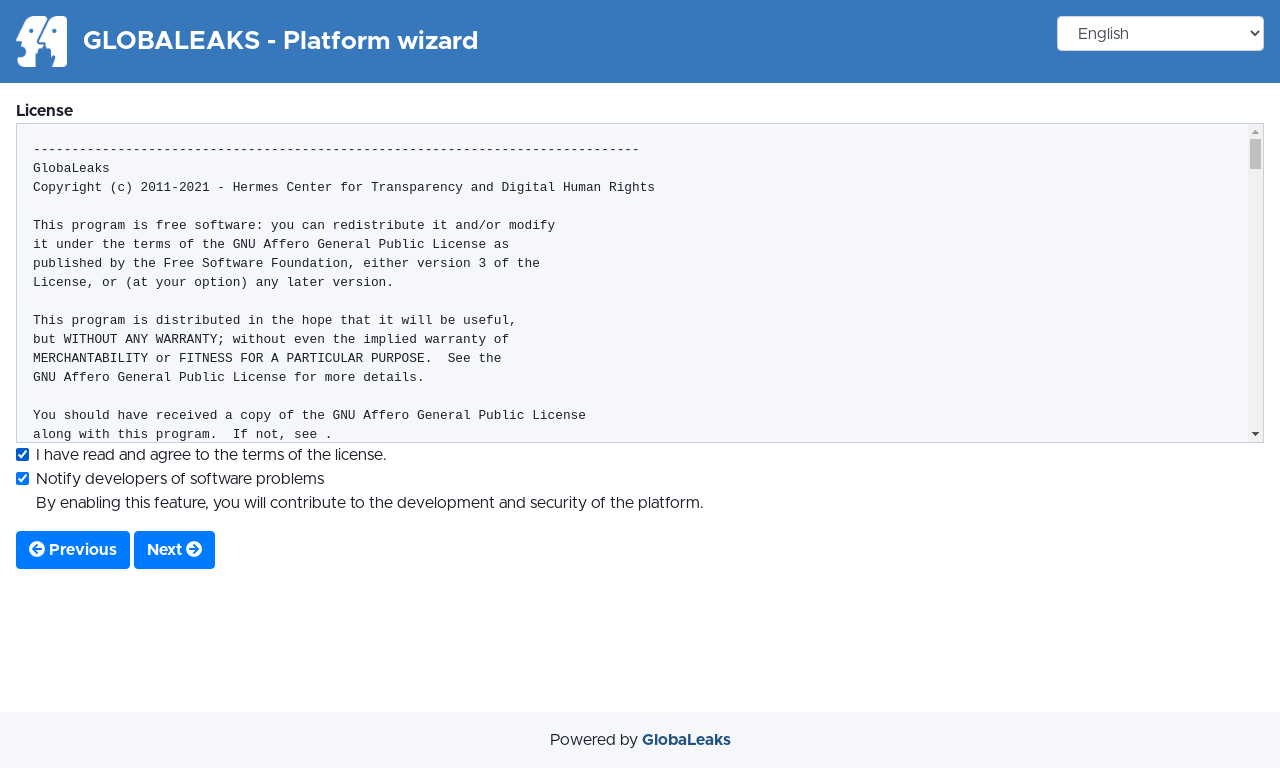 GLOBALEAKS - Platform wizard
English
License
-------------------------------------------------------------------------------
GlobaLeaks
Copyright (c) 2011-2021 - Hermes Center for Transparency and Digital Human Rights
This program is free software: you can redistribute it and/or modify
it under the terms of the GNU Affero General Public License as
published by the Free Software Foundation, either version 3 of the
License, or (at your option) any later version.
This program is distributed in the hope that it will be useful,
but WITHOUT ANY WARRANTY; without even the implied warranty of
MERCHANTABILITY or FITNESS FOR A PARTICULAR PURPOSE.  See the
GNU Affero General Public License for more details.
You should have received a copy of the GNU Affero General Public License
along with this program.  If not, see .
I have read and agree to the terms of the license.
Notify developers of software problems
By enabling this feature, you will contribute to the development and security of the platform.
Previous Next
Powered by GlobaLeaks